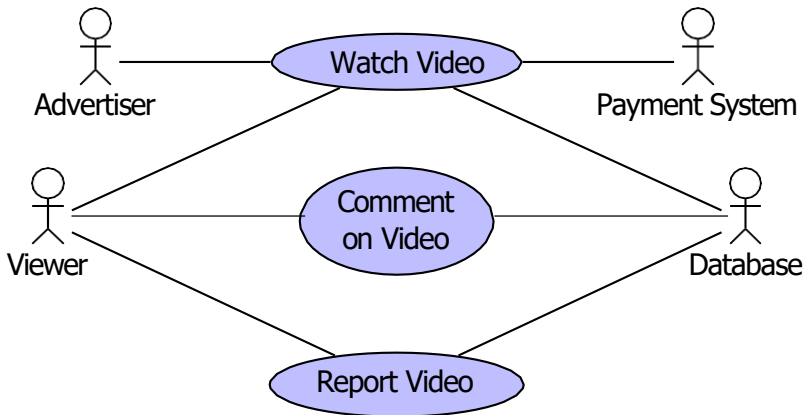 Watch Video
Advertiser
Payment System
Comment
on Video
Viewer
Database
Report Video